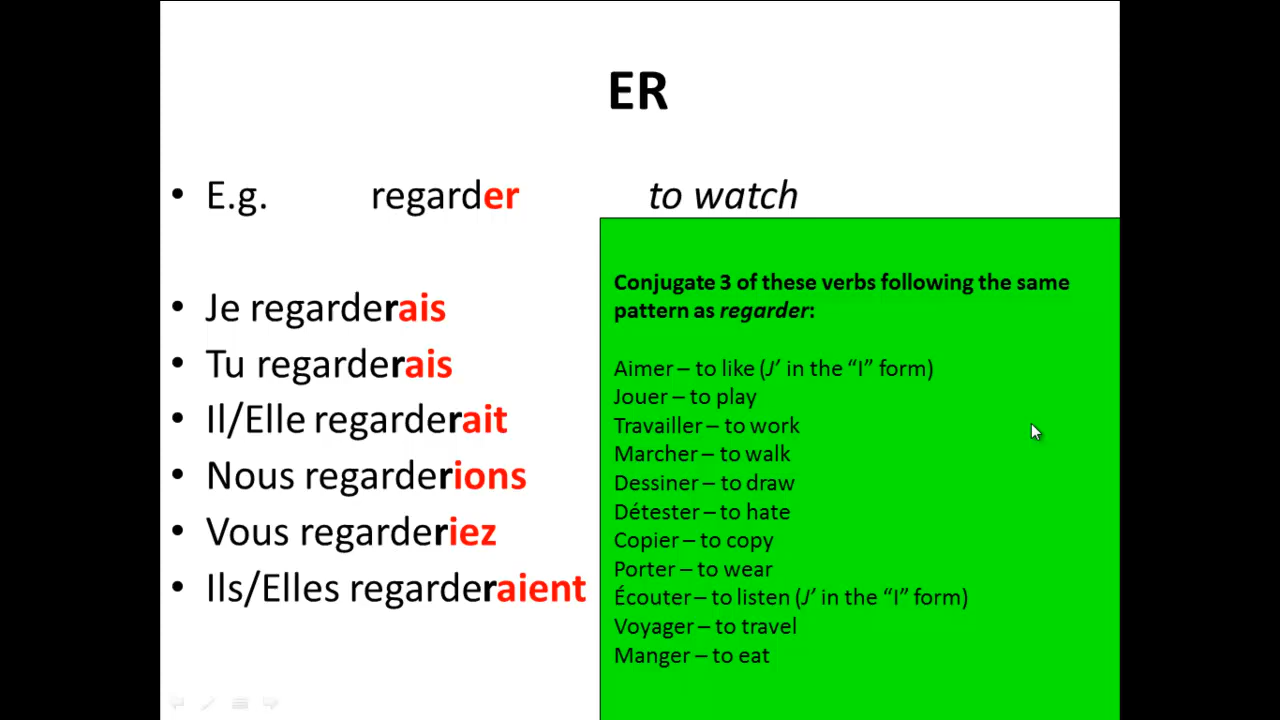 ER
• E.g. regarder to watch
• Je regarderais
• Tu regarderais
• Il/Elle regarderait
• Nous regarderions
• Vous regarderiez
• Ils/Elles regarderaient
Conjugate 3 of these verbs following the same
pattern as regarder:
Aimer – to like (J’ in the “I” form)
Jouer – to play
Travailler – to work
Marcher – to walk
Dessiner – to draw
Détester – to hate
Copier – to copy
Porter – to wear
Écouter – to listen (J’ in the “I” form)
Voyager – to travel
Manger – to eat